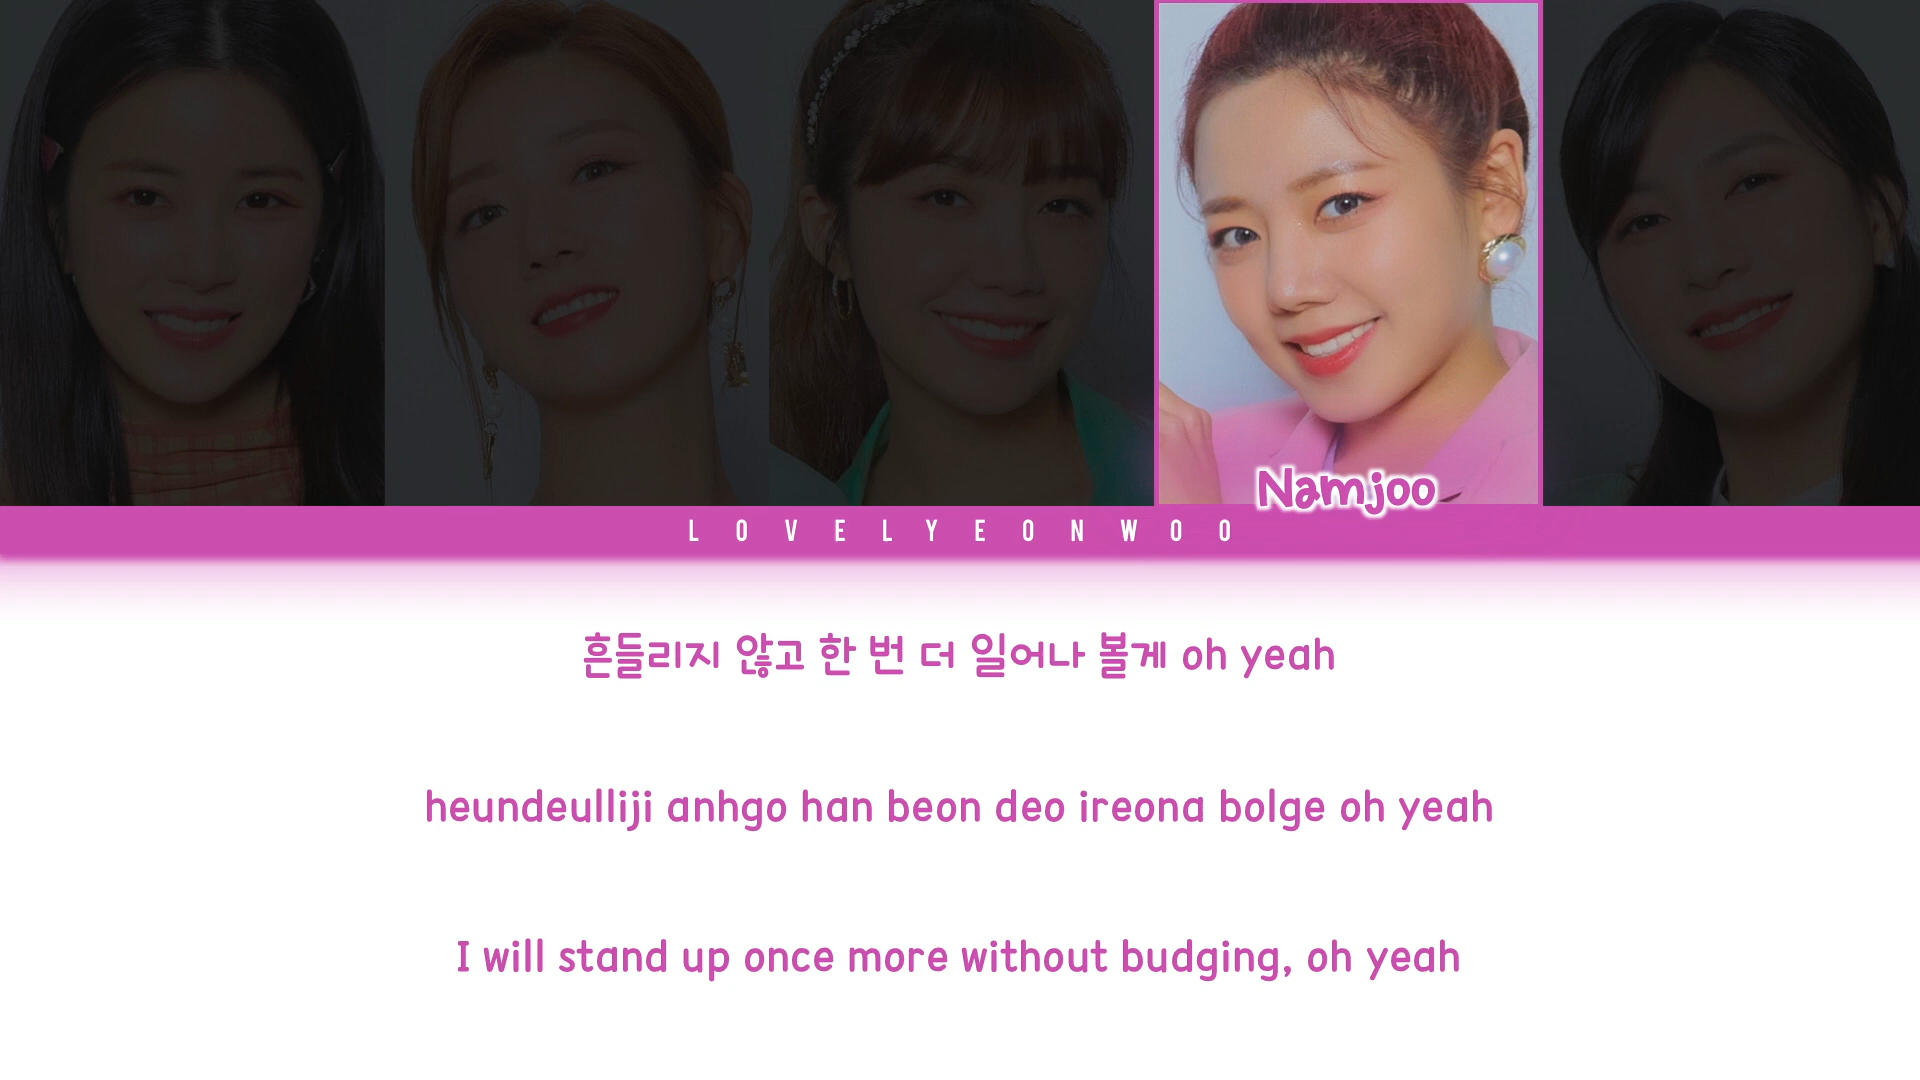 Namjoo
LOVELYEONWOO
흔들리지 않고 한 번 더 일어나 볼게 oh yeah
heundeulliji anhgo han beon deo ireona bolge oh yeah
I will stand up once more without budging, oh yeah